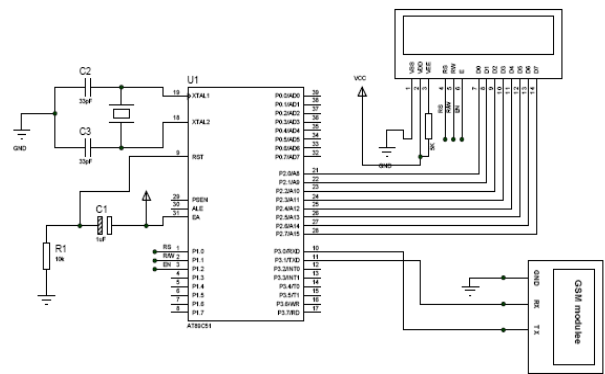 C2
33pF
C3
33pF
GND
C1
1uF
R1
10k
U1
19 XTAL1
18 XTAL2
9 RST
29 PSEN
30 ALE
31 EA
RS 1 P1.0
R/W 2 P1.1
EN 3 P1.2
4 P1.3
5 P1.4
6 P1.5
7 P1.6
8 P1.7
AT89C51
P0.0/AD0 39
P0.1/AD1 38
P0.2/AD2 37
P0.3/AD3 36
P0.4/AD4 35
P0.5/AD5 34
P0.6/AD6 33
P0.7/AD7 32
P2.0/A8 21
P2.1/A9 22
P2.2/A10 23
P2.3/A11 24
P2.4/A12 25
P2.5/A13 26
P2.6/A14 27
P2.7/A15 28
P3.0/RXD 10
P3.1/TXD 11
P3.2/INT0 12
P3.3/INT1 13
P3.4/T0 14
P3.5/T1 15
P3.6/WR 16
P3.7/RD 17
VCC
VSS VDD VEE RS RW E D0 D1 D2 D3 D4 D5 D6 D7
1 2 3 4 5 6 7 8 9 10 11 12 13 14
RS R/W EN
5K
GND
GND
RX
TX
GSM modulee